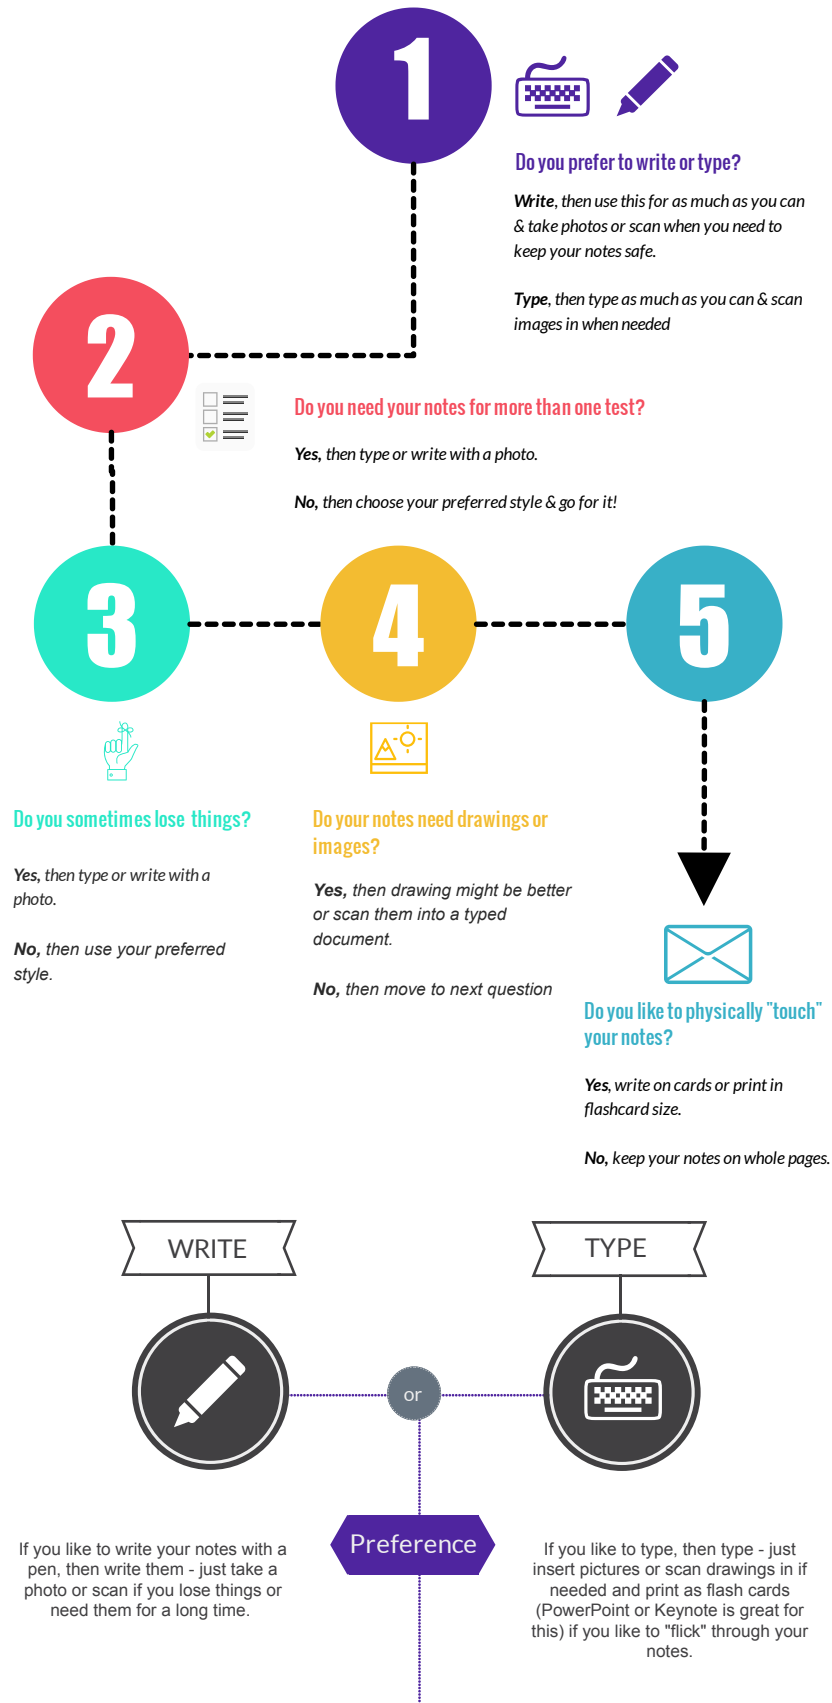 1
Do you prefer to write or type?
Write, then use this for as much as you can
& take photos or scan when you need to
keep your notes safe.
Type, then type as much as you can & scan
images in when needed
2
Do you need your notes for more than one test?
Yes, then type or write with a photo.
No, then choose your preferred style & go for it!
3
4
5
Do you sometimes lose things?
Yes, then type or write with a
photo.
No, then use your preferred
style.
Do your notes need drawings or
images?
Yes, then drawing might be better
or scan them into a typed
document.
No, then move to next question
Do you like to physically "touch"
your notes?
Yes, write on cards or print in
flashcard size.
No, keep your notes on whole pages.
WRITE
TYPE
or
Preference
If you like to write your notes with a
pen, then write them - just take a
photo or scan if you lose things or
need them for a long time.
If you like to type, then type - just
insert pictures or scan drawings in if
needed and print as flash cards
(PowerPoint or Keynote is great for
this) if you like to "flick" through your
notes.